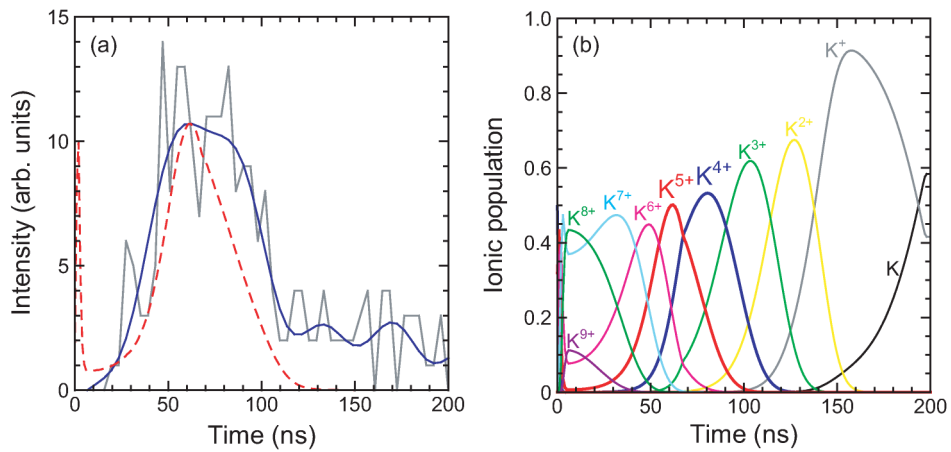 (a)
Intensity (arb. units)
15
10
5
0
0 50 100 150 200
Time (ns)
(b)
Ionic population
1.0
0.8
0.6
0.4
0.2
0
K⁺
K²⁺
K³⁺
K⁴⁺
K⁵⁺
K⁶⁺
K⁷⁺
K⁸⁺
K⁹⁺
K
0 50 100 150 200
Time (ns)